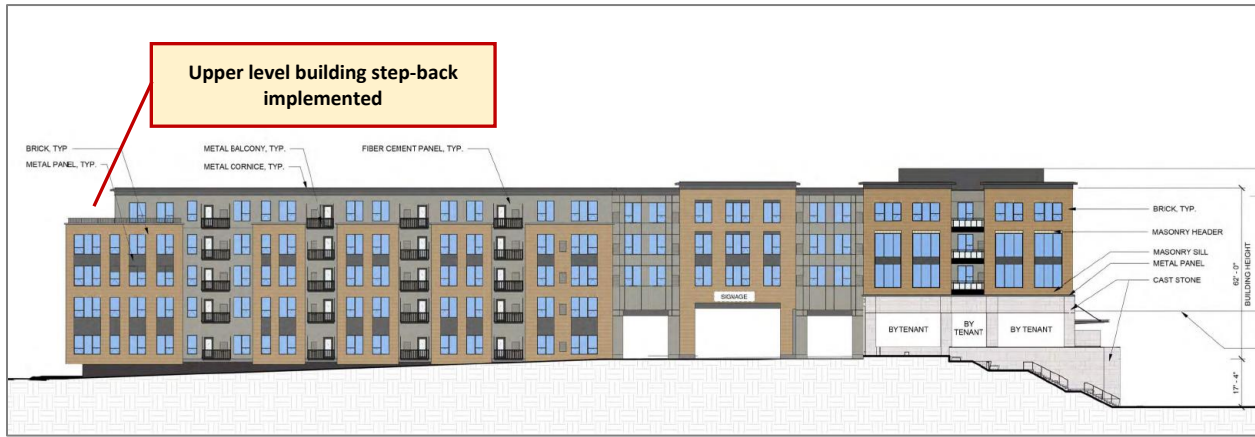 Upper level building step-back
implemented
BRICK, TYP
METAL PANEL, TYP.
METAL BALCONY, TYP.
METAL CORNICE, TYP.
FIBER CEMENT PANEL, TYP.
SIGNAGE
BY TENANT
BY
TENANT
BY TENANT
BRICK, TYP.
MASONRY HEADER
MASONRY SILL
METAL PANEL
CAST STONE
62' - 0"
BUILDING HEIGHT
17' - 4"